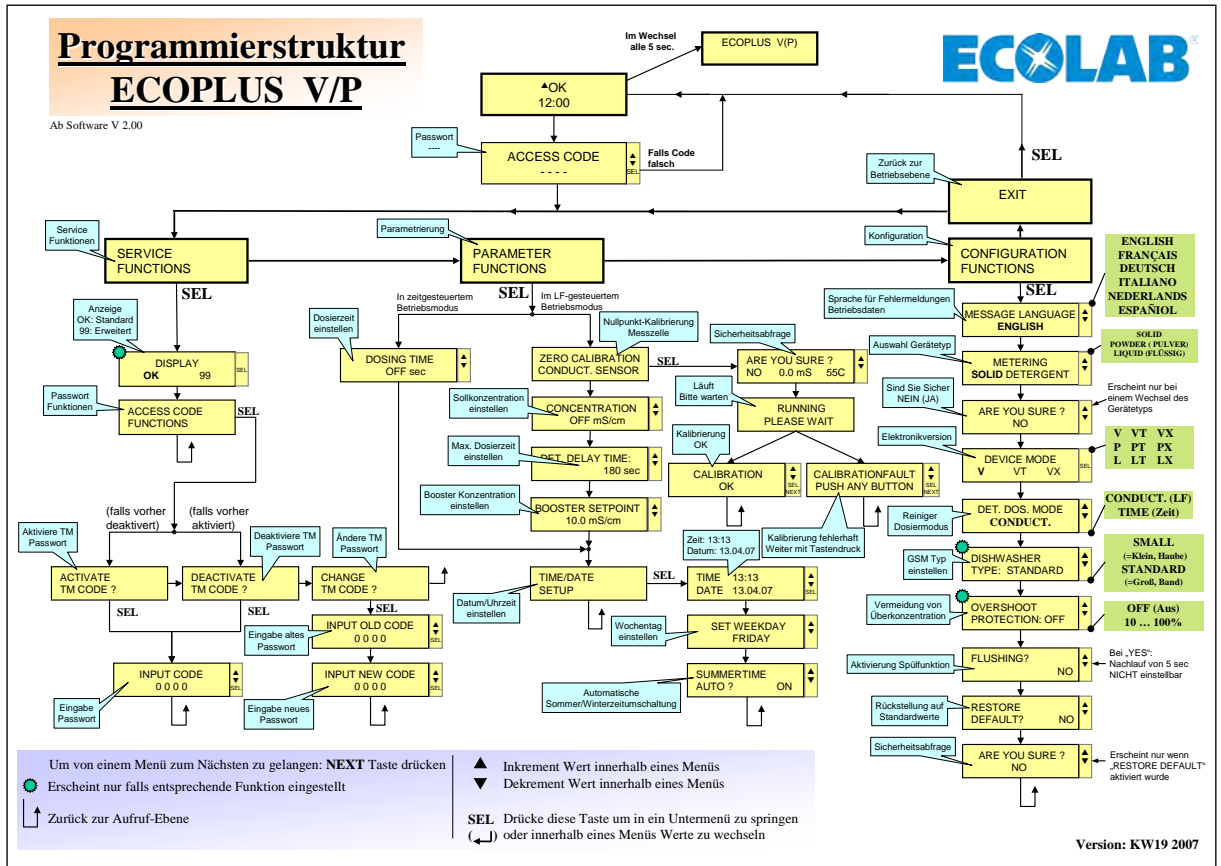 Programmierstruktur
ECOPLUS V/P
Ab Software V 2.00
Im Wechsel
alle 5 sec.
ECOPLUS V(P)
ECOLAB®
▲OK
12:00
Passwort
----
ACCESS CODE
- - - -
SEL
Falls Code
falsch
SEL
Zurück zur
Betriebsebene
EXIT
Service
Funktionen
SERVICE
FUNCTIONS
Parametrierung
PARAMETER
FUNCTIONS
Konfiguration
CONFIGURATION
FUNCTIONS
ENGLISH
FRANÇAIS
DEUTSCH
ITALIANO
NEDERLANDS
ESPAÑIOL
SEL
SEL
SEL
Anzeige
OK: Standard
99: Erweitert
DISPLAY
OK 99
SEL
Passwort
Funktionen
ACCESS CODE
FUNCTIONS
SEL
(falls vorher
deaktiviert)
(falls vorher
aktiviert)
Aktiviere TM
Passwort
ACTIVATE
TM CODE ?
Deaktiviere TM
Passwort
DEACTIVATE
TM CODE ?
Ändere TM
Passwort
CHANGE
TM CODE ?
SEL
SEL
SEL
Eingabe altes
Passwort
INPUT OLD CODE
0 0 0 0
SEL
INPUT CODE
0 0 0 0
SEL
Eingabe
Passwort
INPUT NEW CODE
0 0 0 0
SEL
Eingabe neues
Passwort
In zeitgesteuertem
Betriebsmodus
Im LF-gesteuertem
Betriebsmodus
Dosierzeit
einstellen
DOSING TIME
OFF sec
Nullpunkt-Kalibrierung
Messzelle
ZERO CALIBRATION
CONDUCT. SENSOR
SEL
Sicherheitsabfrage
ARE YOU SURE ?
NO 0.0 mS 55C
Läuft
Bitte warten
RUNNING
PLEASE WAIT
Sollkonzentration
einstellen
CONCENTRATION
OFF mS/cm
Max. Dosierzeit
einstellen
DET. DELAY TIME:
180 sec
Kalibrierung
OK
CALIBRATION
OK
SEL
NEXT
CALIBRATIONFAULT
PUSH ANY BUTTON
SEL
NEXT
Booster Konzentration
einstellen
BOOSTER SETPOINT
10.0 mS/cm
Kalibrierung fehlerhaft
Weiter mit Tastendruck
Zeit: 13:13
Datum: 13.04.07
TIME/DATE
SETUP
SEL
TIME 13:13
DATE 13.04.07
SEL
Datum/Uhrzeit
einstellen
Wochentag
einstellen
SET WEEKDAY
FRIDAY
SUMMERTIME
AUTO ? ON
Automatische
Sommer/Winterzeitumschaltung
Sprache für Fehlermeldungen
Betriebsdaten
MESSAGE LANGUAGE
ENGLISH
Auswahl Gerätetyp
METERING
SOLID DETERGENT
SOLID
POWDER ( PULVER)
LIQUID (FLÜSSIG)
Sind Sie Sicher
NEIN (JA)
ARE YOU SURE ?
NO
Erscheint nur bei
einem Wechsel des
Gerätetyps
Elektronikversion
DEVICE MODE
V VT VX
SEL
V VT VX
P PT PX
L LT LX
Reiniger
Dosiermodus
DET. DOS. MODE
CONDUCT.
CONDUCT. (LF)
TIME (Zeit)
GSM Typ
einstellen
DISHWASHER
TYPE: STANDARD
SMALL
(=Klein, Haube)
STANDARD
(=Groß, Band)
Vermeidung von
Überkonzentration
OVERSHOOT
PROTECTION: OFF
OFF (Aus)
10 … 100%
Aktivierung Spülfunktion
FLUSHING?
NO
Bei „YES“:
Nachlauf von 5 sec
NICHT einstellbar
Rückstellung auf
Standardwerte
RESTORE
DEFAULT? NO
Sicherheitsabfrage
ARE YOU SURE ?
NO
Erscheint nur wenn
„RESTORE DEFAULT“
aktiviert wurde
Um von einem Menü zum Nächsten zu gelangen: NEXT Taste drücken
Erscheint nur falls entsprechende Funktion eingestellt
Zurück zur Aufruf-Ebene
▲ Inkrement Wert innerhalb eines Menüs
▼ Dekrement Wert innerhalb eines Menüs
SEL Drücke diese Taste um in ein Untermenü zu springen
(↵) oder innerhalb eines Menüs Werte zu wechseln
Version: KW19 2007